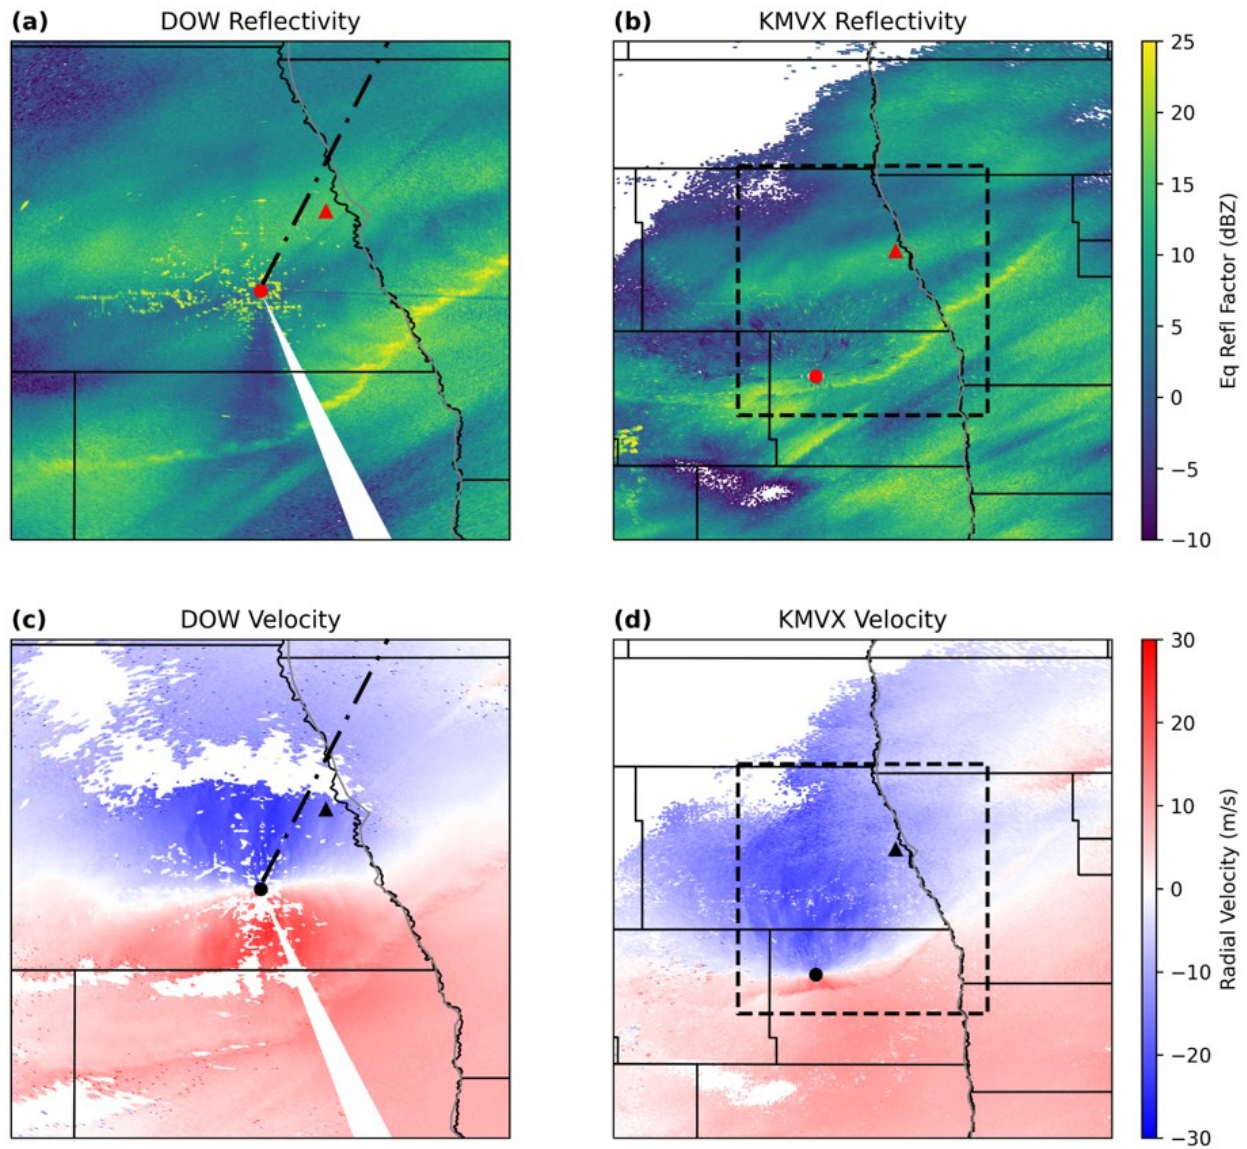 (a) DOW Reflectivity
(b) KMVX Reflectivity
25
20
15
10
5
0
−5
−10
Eq Refl Factor (dBZ)
(c) DOW Velocity
(d) KMVX Velocity
30
20
10
0
−10
−20
−30
Radial Velocity (m/s)